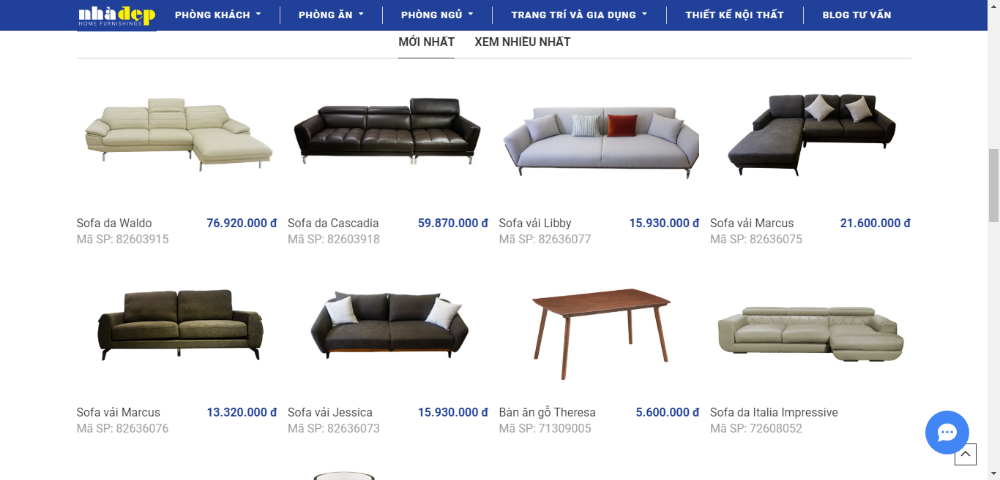 nhàđẹp
HOME FURNISHINGS
PHÒNG KHÁCH
PHÒNG ĂN
PHÒNG NGỦ
TRANG TRÍ VÀ GIA DỤNG
THIẾT KẾ NỘI THẤT
BLOG TƯ VẤN
MỚI NHẤT
XEM NHIỀU NHẤT
Sofa da Waldo
76.920.000 đ
Mã SP: 82603915
Sofa da Cascadia
59.870.000 đ
Mã SP: 82603918
Sofa vải Libby
15.930.000 đ
Mã SP: 82636077
Sofa vải Marcus
21.600.000 đ
Mã SP: 82636075
Sofa vải Marcus
13.320.000 đ
Mã SP: 82636076
Sofa vải Jessica
15.930.000 đ
Mã SP: 82636073
Bàn ăn gỗ Theresa
5.600.000 đ
Mã SP: 71309005
Sofa da Italia Impressive
Mã SP: 72608052